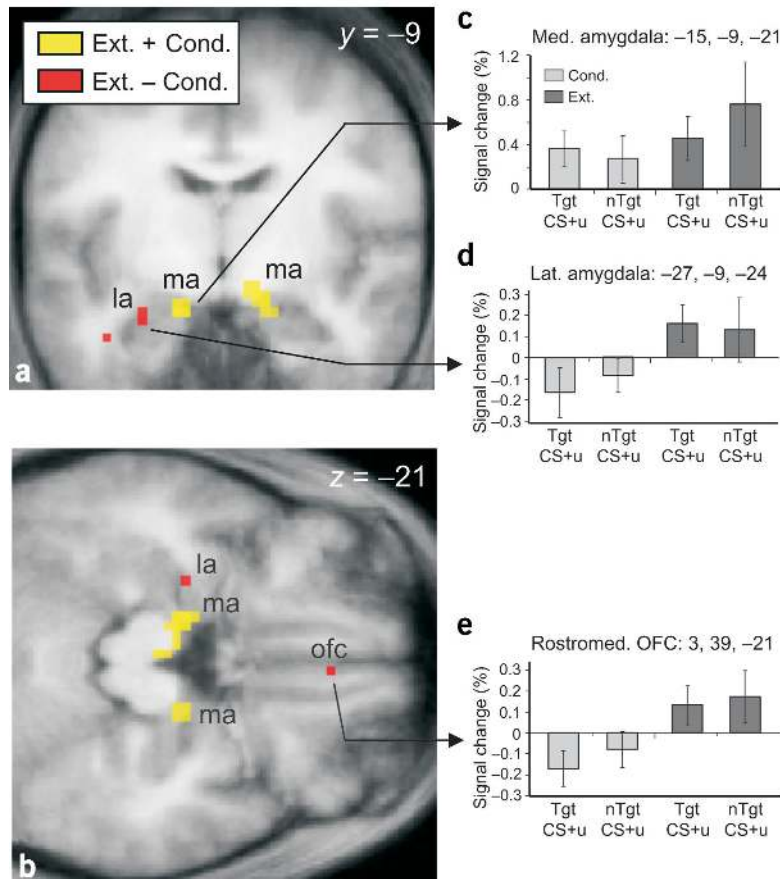 Ext. + Cond.
Ext. – Cond.
y = –9
la
ma
ma
a
c
Med. amygdala: –15, –9, –21
Signal change (%)
1.2
0.8
0.4
0
Cond.
Ext.
Tgt nTgt Tgt nTgt
CS+u CS+u CS+u CS+u
d
Lat. amygdala: –27, –9, –24
Signal change (%)
0.3
0.2
0.1
0
–0.1
–0.2
–0.3
Tgt nTgt Tgt nTgt
CS+u CS+u CS+u CS+u
z = –21
la
ma
ofc
ma
b
e
Rostromed. OFC: 3, 39, –21
Signal change (%)
0.3
0.2
0.1
0
–0.1
–0.2
–0.3
Tgt nTgt Tgt nTgt
CS+u CS+u CS+u CS+u